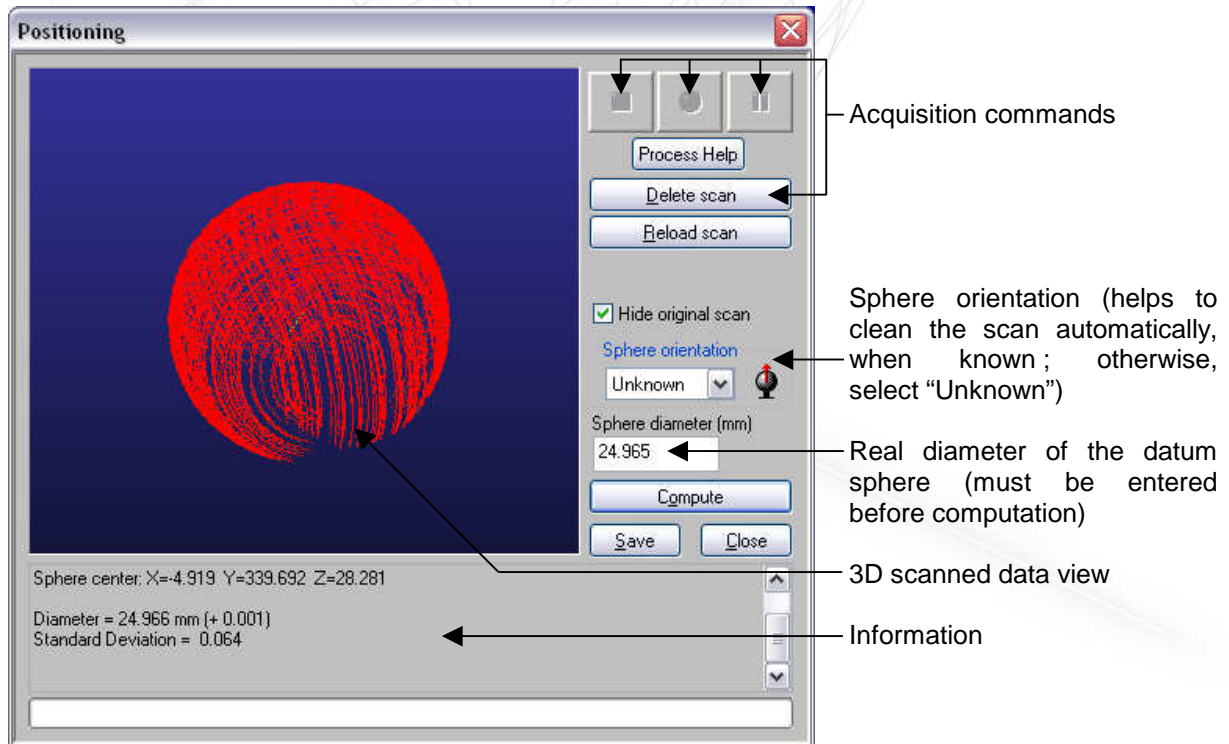 Positioning
Acquisition commands
Process Help
Delete scan
Reload scan
Hide original scan
Sphere orientation
Unknown
Sphere orientation (helps to
clean the scan automatically,
when known ; otherwise,
select “Unknown”)
Sphere diameter (mm)
24.965
Real diameter of the datum
sphere (must be entered
before computation)
Compute
Save
Close
3D scanned data view
Sphere center: X=-4.919 Y=339.692 Z=28.281
Diameter = 24.966 mm (+ 0.001)
Standard Deviation = 0.064
Information